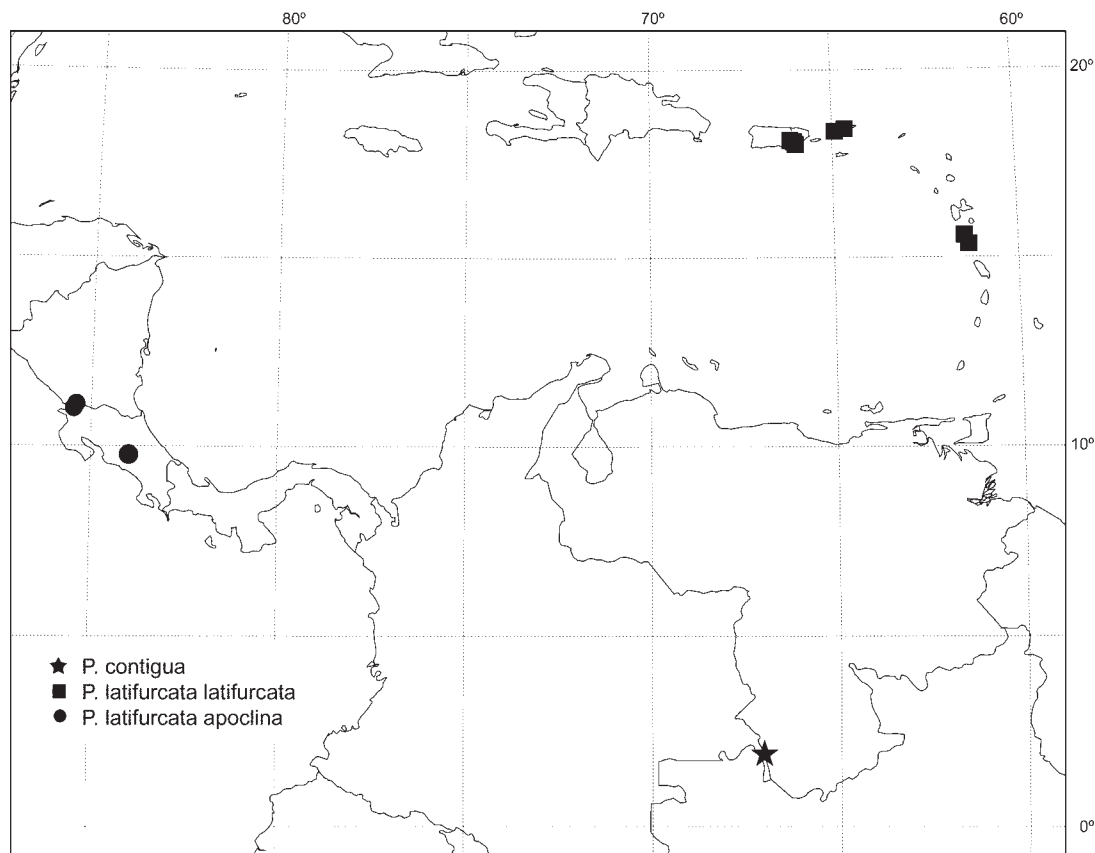 80º 70º 60º
20º
10º
P. contigua
P. latifurcata latifurcata
P. latifurcata apoclina
0º